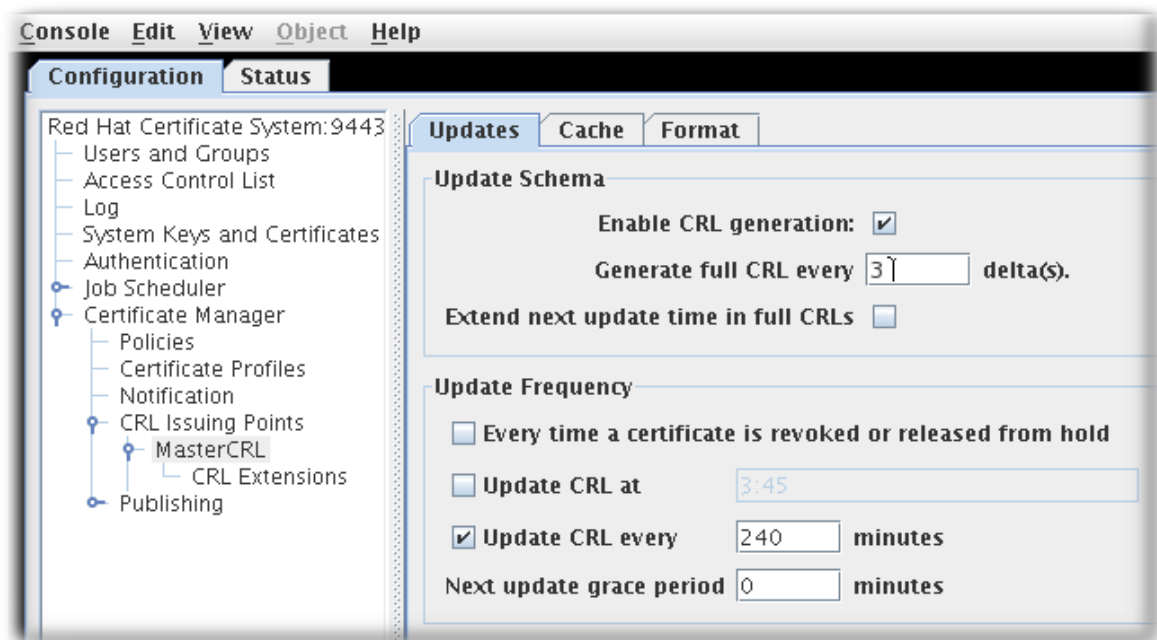 Console Edit View Object Help
Configuration Status
Red Hat Certificate System:9443
Users and Groups
Access Control List
Log
System Keys and Certificates
Authentication
Job Scheduler
Certificate Manager
Policies
Certificate Profiles
Notification
CRL Issuing Points
MasterCRL
CRL Extensions
Publishing
Updates Cache Format
Update Schema
Enable CRL generation:
Generate full CRL every 3 delta(s).
Extend next update time in full CRLs
Update Frequency
Every time a certificate is revoked or released from hold
Update CRL at 3:45
Update CRL every 240 minutes
Next update grace period 0 minutes